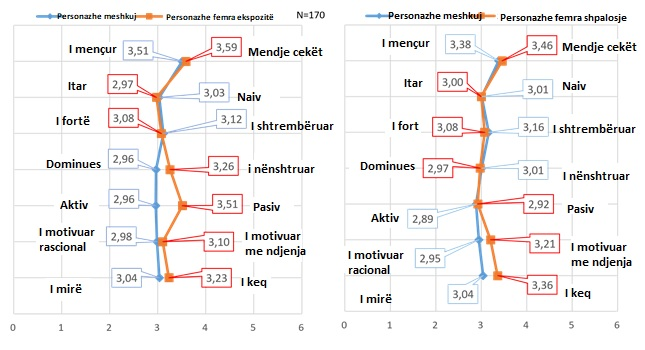 Personazhe meshkuj Personazhe femra ekspozitë N=170
I mençur 3,51 3,59 Mendje cekët
Itar 2,97 3,03 Naiv
I fortë 3,08 3,12 I shtrembëruar
Dominues 2,96 3,26 i nënshtruar
Aktiv 2,96 3,51 Pasiv
I motivuar
rascional 2,98 3,10 I motivuar
me ndjenja
I mirë 3,04 3,23 I keq
0 1 2 3 4 5 6
Personazhe meshkuj Personazhe femra shpalosje
I mençur 3,38 3,46 Mendje cekët
Itar 3,00 3,01 Naiv
I fort 3,08 3,16 I shtrembëruar
Dominues 2,97 3,01 I nënshtruar
Aktiv 2,89 2,92 Pasiv
I motivuar
racional 2,95 3,21 I motivuar
me ndjenja
I mirë 3,04 3,36 I keq
0 1 2 3 4 5 6